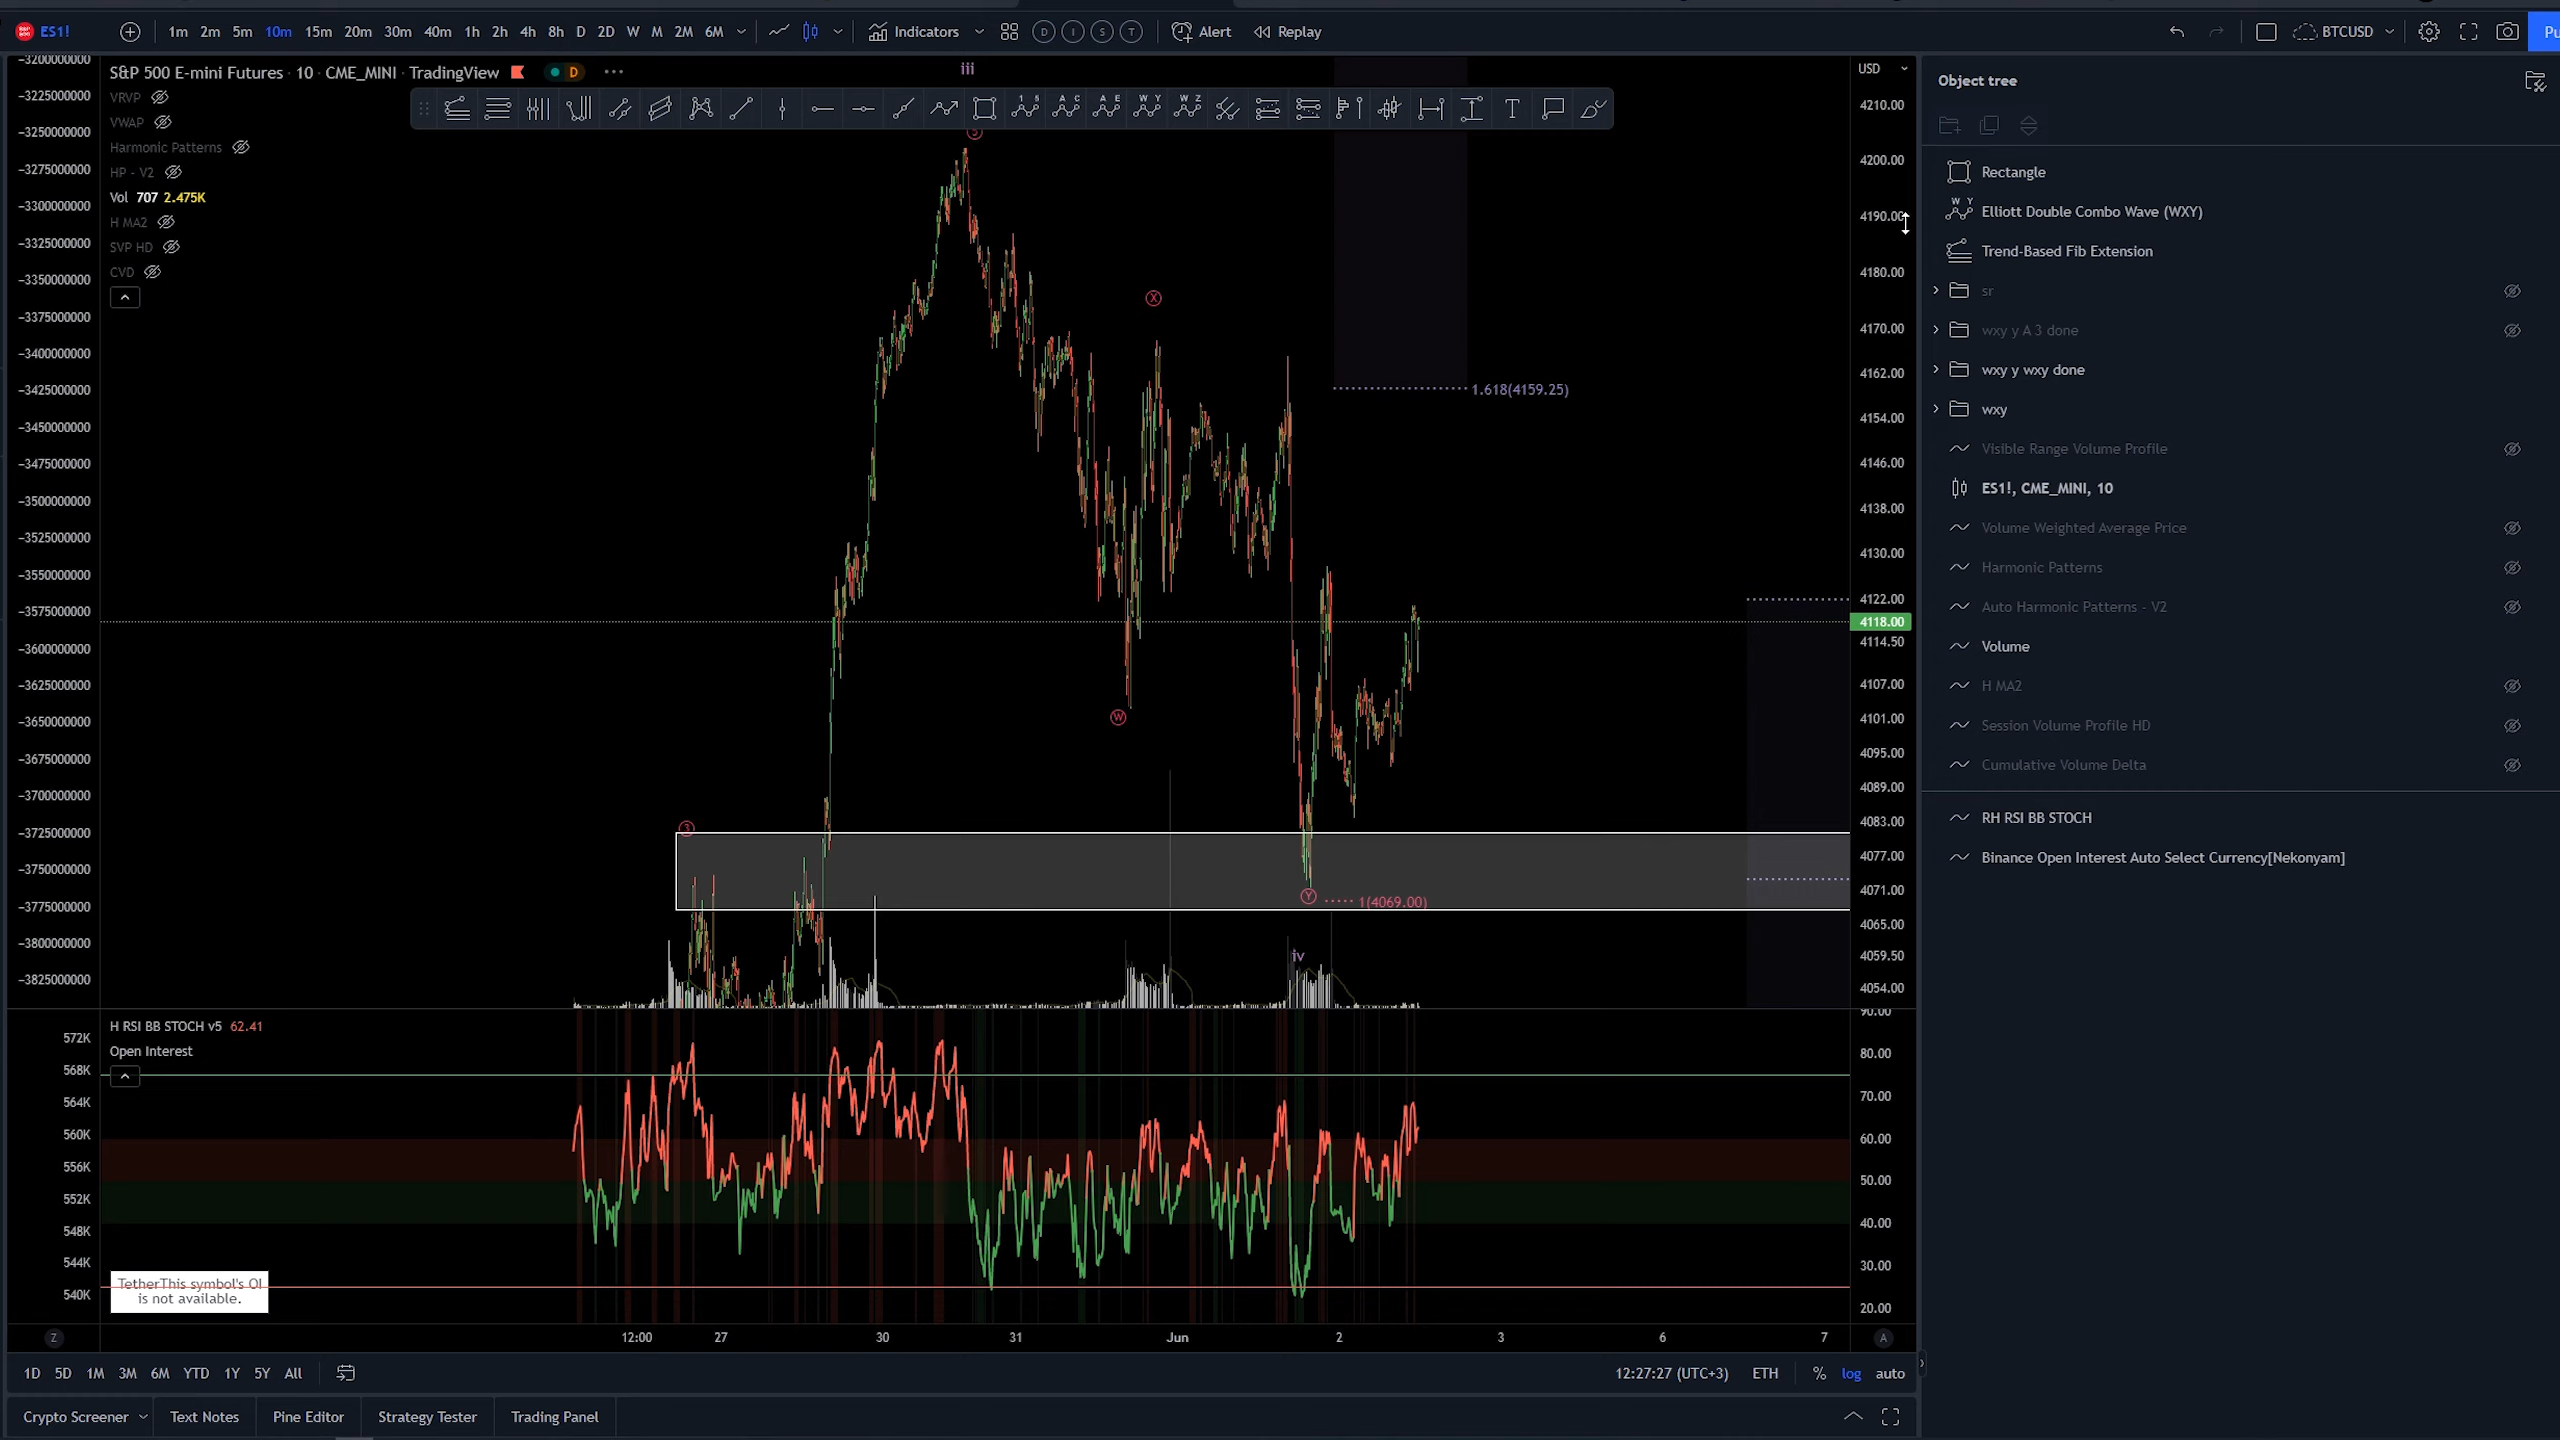 ES1!
1m 2m 5m 10m 15m 20m 30m 40m 1h 2h 4h 8h D 2D W M 2M 6M
Indicators
D I S T
Alert
Replay
BTCUSD
Pu
S&P 500 E-mini Futures · 10 · CME_MINI · TradingView
D
VRVP
VWAP
Harmonic Patterns
HP - V2
Vol 707 2.475K
H MA2
SVP HD
CVD
-3200000000
-3225000000
-3250000000
-3275000000
-3300000000
-3325000000
-3350000000
-3375000000
-3400000000
-3425000000
-3450000000
-3475000000
-3500000000
-3525000000
-3550000000
-3575000000
-3600000000
-3625000000
-3650000000
-3675000000
-3700000000
-3725000000
-3750000000
-3775000000
-3800000000
-3825000000
iii
5
X
W
3
Y
1.618(4159.25)
1(4069.00)
iv
USD
4210.00
4200.00
4190.00
4180.00
4170.00
4162.00
4154.00
4146.00
4138.00
4130.00
4122.00
4118.00
4114.50
4107.00
4101.00
4095.00
4089.00
4083.00
4077.00
4071.00
4065.00
4059.50
4054.00
H RSI BB STOCH v5 62.41
Open Interest
572K
568K
564K
560K
556K
552K
548K
544K
540K
90.00
80.00
70.00
60.00
50.00
40.00
30.00
20.00
TetherThis symbol's OI
is not available.
Z
12:00 27 30 31 Jun 2 3 6 7
A
1D 5D 1M 3M 6M YTD 1Y 5Y All
12:27:27 (UTC+3) ETH % log auto
Crypto Screener Text Notes Pine Editor Strategy Tester Trading Panel
Object tree
Rectangle
Elliott Double Combo Wave (WXY)
Trend-Based Fib Extension
sr
wxy y A 3 done
wxy y wxy done
wxy
Visible Range Volume Profile
ES1!, CME_MINI, 10
Volume Weighted Average Price
Harmonic Patterns
Auto Harmonic Patterns - V2
Volume
H MA2
Session Volume Profile HD
Cumulative Volume Delta
RH RSI BB STOCH
Binance Open Interest Auto Select Currency[Nekonyam]